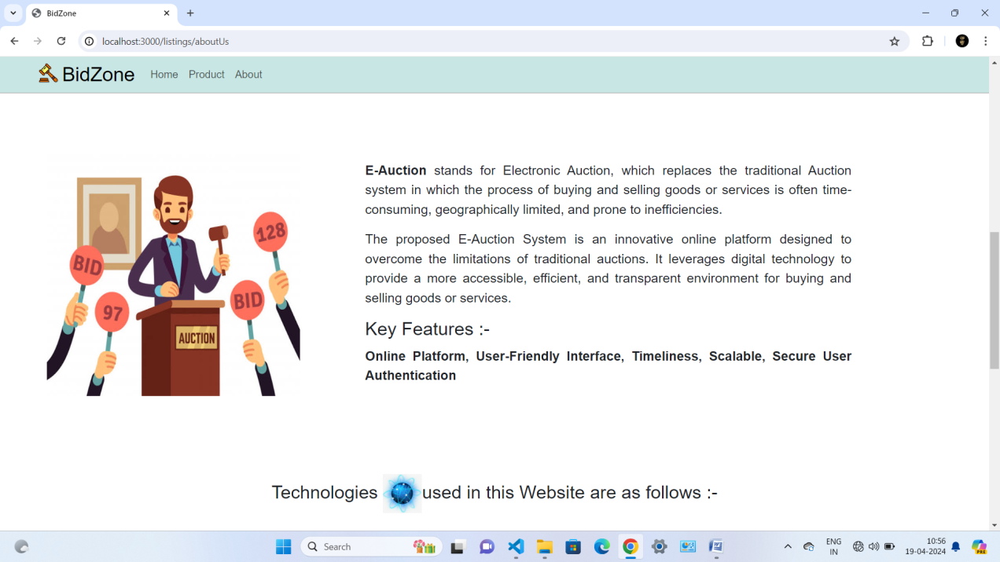 BidZone
localhost:3000/listings/aboutUs
BidZone Home Product About
E-Auction stands for Electronic Auction, which replaces the traditional Auction
system in which the process of buying and selling goods or services is often time-
consuming, geographically limited, and prone to inefficiencies.
The proposed E-Auction System is an innovative online platform designed to
overcome the limitations of traditional auctions. It leverages digital technology to
provide a more accessible, efficient, and transparent environment for buying and
selling goods or services.
Key Features :-
Online Platform, User-Friendly Interface, Timeliness, Scalable, Secure User
Authentication
128
BID
97
BID
AUCTION
Technologies used in this Website are as follows :-
Search
ENG
IN
10:56
19-04-2024
PRE